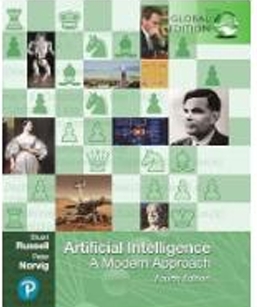 GLOBAL
EDITION
Stuart
Russell
Peter
Norvig
Artificial Intelligence
A Modern Approach
Fourth Edition
P